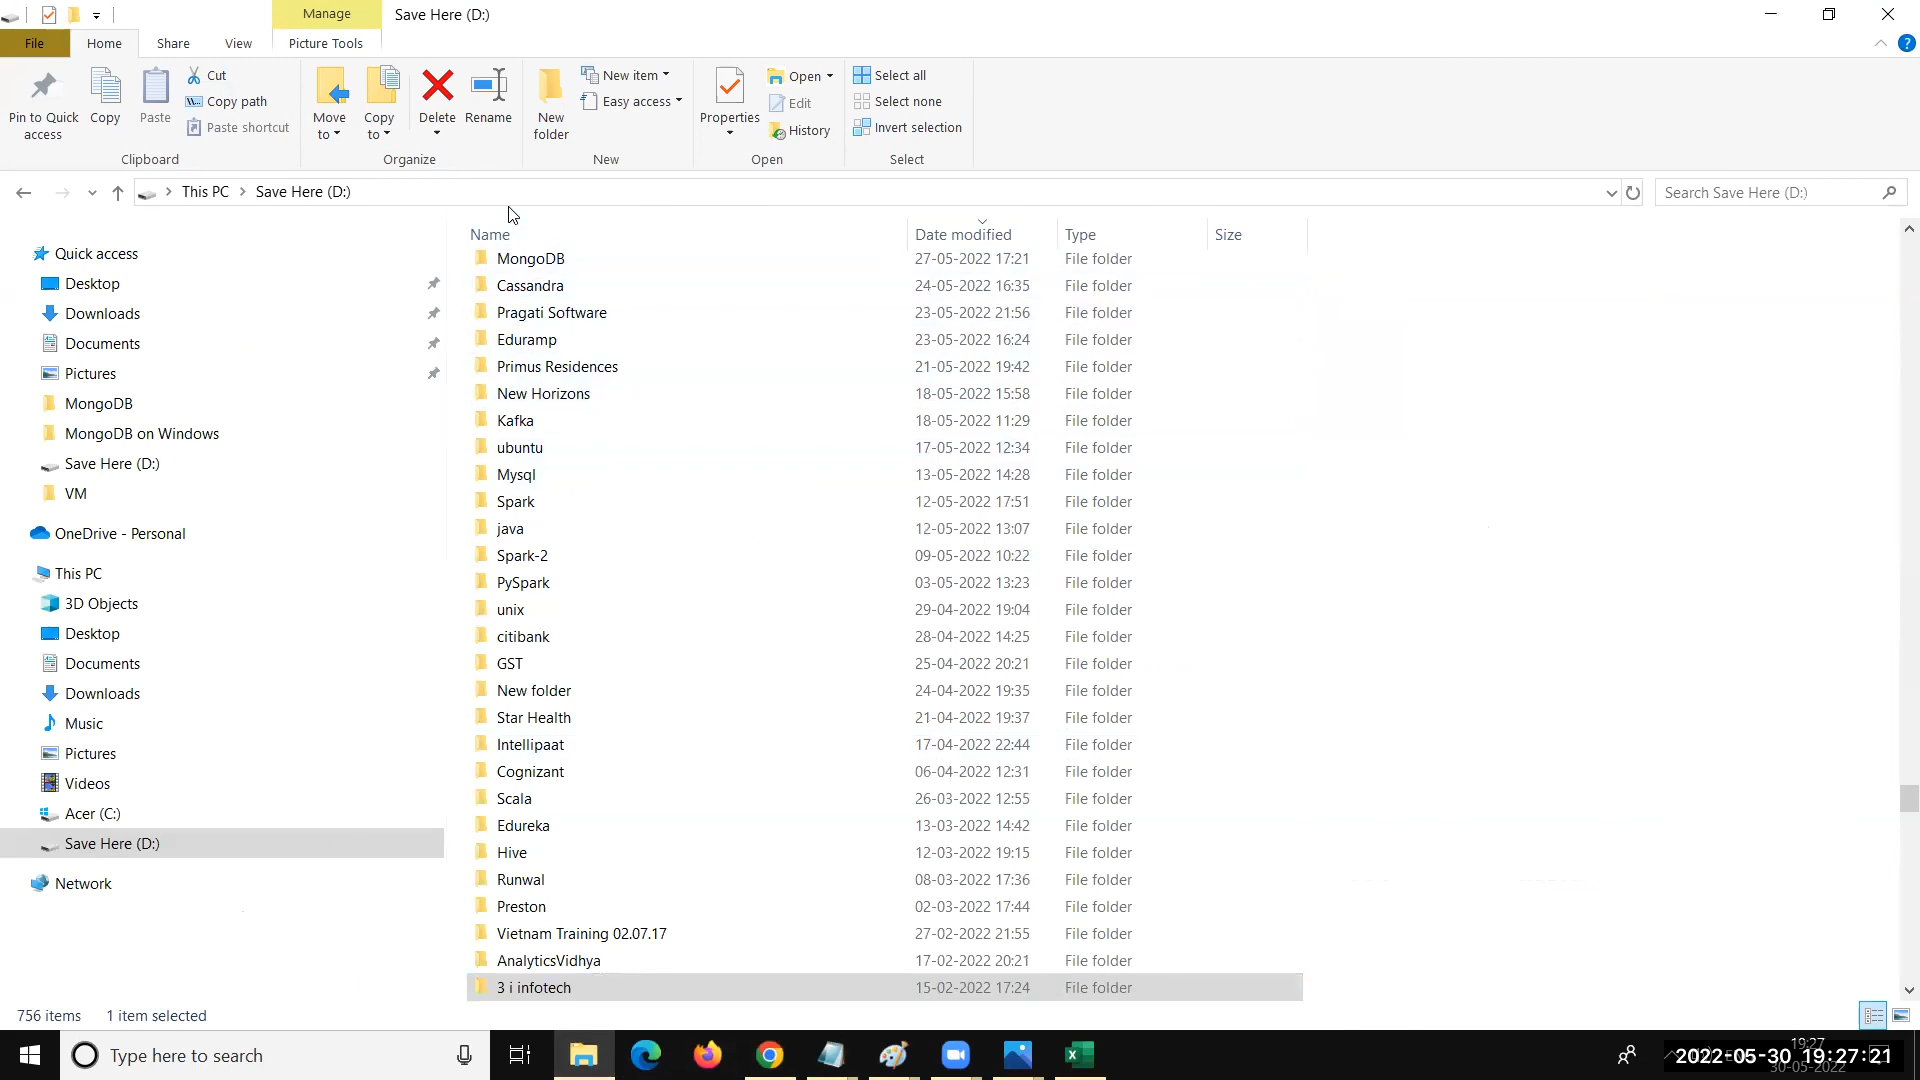 Manage
Save Here (D:)
File
Home
Share
View
Picture Tools
Pin to Quick access
Copy
Paste
Cut
Copy path
Paste shortcut
Clipboard
Move to
Copy to
Delete
Rename
Organize
New folder
New item
Easy access
New
Properties
Open
Edit
History
Open
Select all
Select none
Invert selection
Select
This PC > Save Here (D:)
Search Save Here (D:)
Quick access
Desktop
Downloads
Documents
Pictures
MongoDB
MongoDB on Windows
Save Here (D:)
VM
OneDrive - Personal
This PC
3D Objects
Desktop
Documents
Downloads
Music
Pictures
Videos
Acer (C:)
Save Here (D:)
Network
Name Date modified Type Size
MongoDB 27-05-2022 17:21 File folder
Cassandra 24-05-2022 16:35 File folder
Pragati Software 23-05-2022 21:56 File folder
Eduramp 23-05-2022 16:24 File folder
Primus Residences 21-05-2022 19:42 File folder
New Horizons 18-05-2022 15:58 File folder
Kafka 18-05-2022 11:29 File folder
ubuntu 17-05-2022 12:34 File folder
Mysql 13-05-2022 14:28 File folder
Spark 12-05-2022 17:51 File folder
java 12-05-2022 13:07 File folder
Spark-2 09-05-2022 10:22 File folder
PySpark 03-05-2022 13:23 File folder
unix 29-04-2022 19:04 File folder
citibank 28-04-2022 14:25 File folder
GST 25-04-2022 20:21 File folder
New folder 24-04-2022 19:35 File folder
Star Health 21-04-2022 19:37 File folder
Intellipaat 17-04-2022 22:44 File folder
Cognizant 06-04-2022 12:31 File folder
Scala 26-03-2022 12:55 File folder
Edureka 13-03-2022 14:42 File folder
Hive 12-03-2022 19:15 File folder
Runwal 08-03-2022 17:36 File folder
Preston 02-03-2022 17:44 File folder
Vietnam Training 02.07.17 27-02-2022 21:55 File folder
AnalyticsVidhya 17-02-2022 20:21 File folder
3 i infotech 15-02-2022 17:24 File folder
756 items 1 item selected
Type here to search
19:27
2022-05-30 19:27:21
30-05-2022